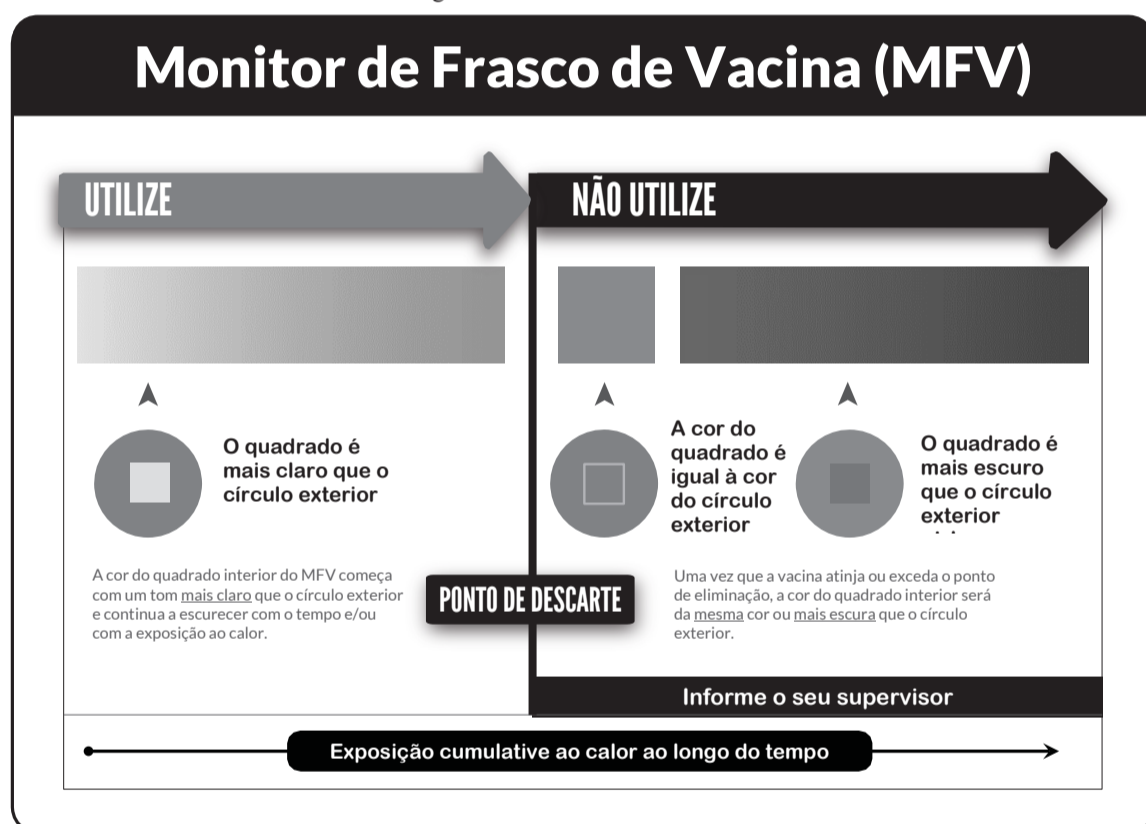 Monitor de Frasco de Vacina (MFV)
UTILIZE
NÃO UTILIZE
O quadrado é
mais claro que o
círculo exterior
A cor do
quadrado é
igual à cor
do círculo
exterior
O quadrado é
mais escuro
que o círculo
exterior
A cor do quadrado interior do MFV começa
com um tom mais claro que o círculo exterior
e continua a escurecer com o tempo e/ou
com a exposição ao calor.
PONTO DE DESCARTE
Uma vez que a vacina atinja ou exceda o ponto
de eliminação, a cor do quadrado interior será
da mesma cor ou mais escura que o círculo
exterior.
Informe o seu supervisor
Exposição cumulative ao calor ao longo do tempo